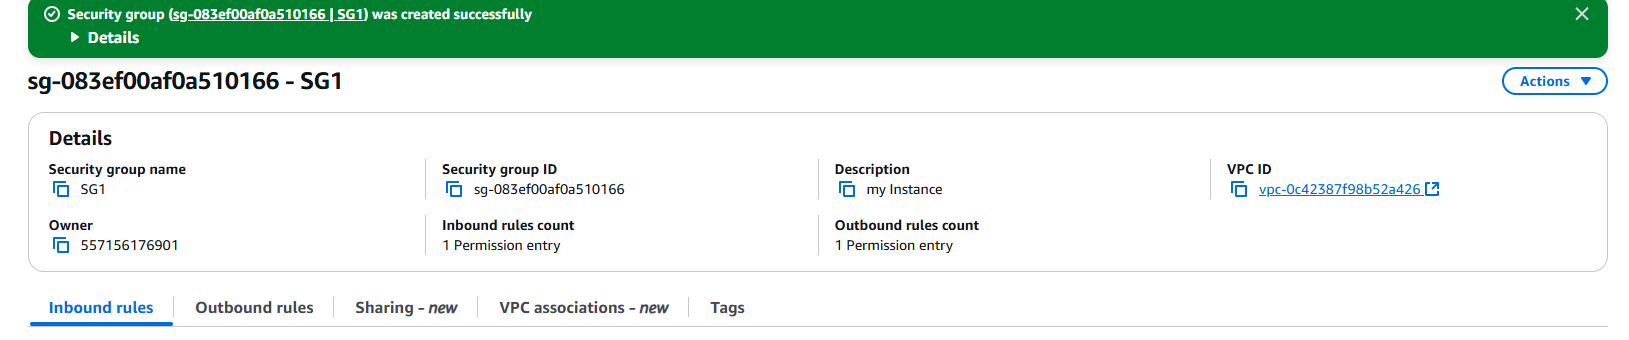 Security group (sg-083ef00af0a510166 | SG1) was created successfully
Details
sg-083ef00af0a510166 - SG1
Actions
Details
Security group name
SG1
Security group ID
sg-083ef00af0a510166
Description
my Instance
VPC ID
vpc-0c42387f98b52a426
Owner
557156176901
Inbound rules count
1 Permission entry
Outbound rules count
1 Permission entry
Inbound rules
Outbound rules
Sharing - new
VPC associations - new
Tags